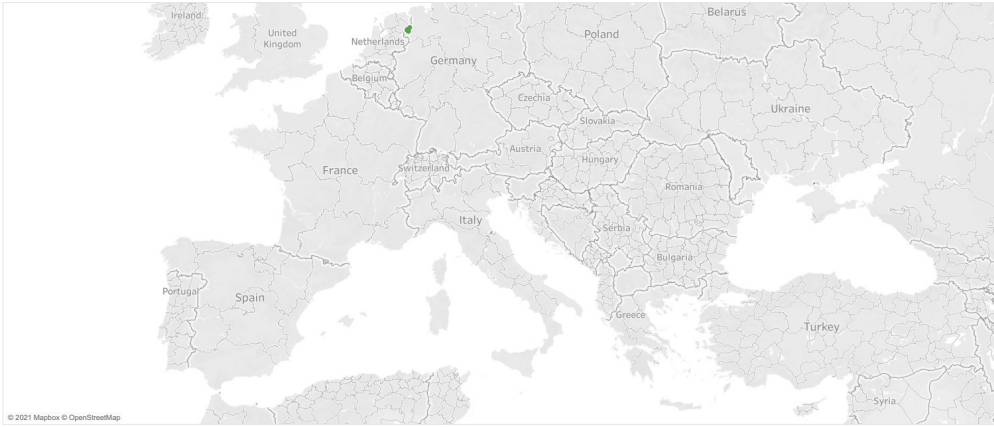 Ireland
Belarus
United
Kingdom
Netherlands
Poland
Germany
Belgium
Czechia
Ukraine
Slovakia
Austria
Hungary
France
Switzerland
Romania
Italy
Serbia
Bulgaria
Portugal
Spain
Greece
Turkey
Syria
© 2021 Mapbox © OpenStreetMap